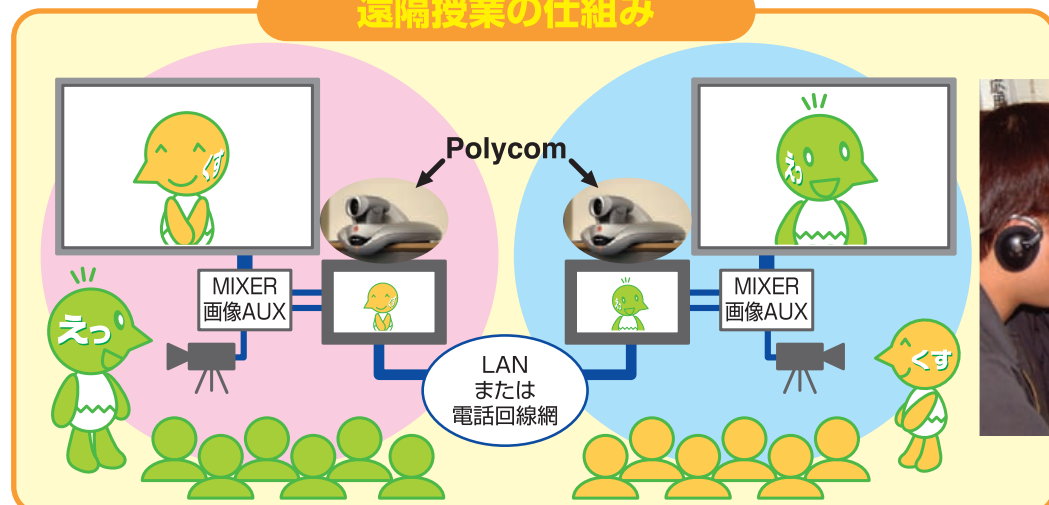 遠隔授業の仕組み
くす
えっ
Polycom
MIXER
画像AUX
MIXER
画像AUX
えっ
くす
LAN
または
電話回線網